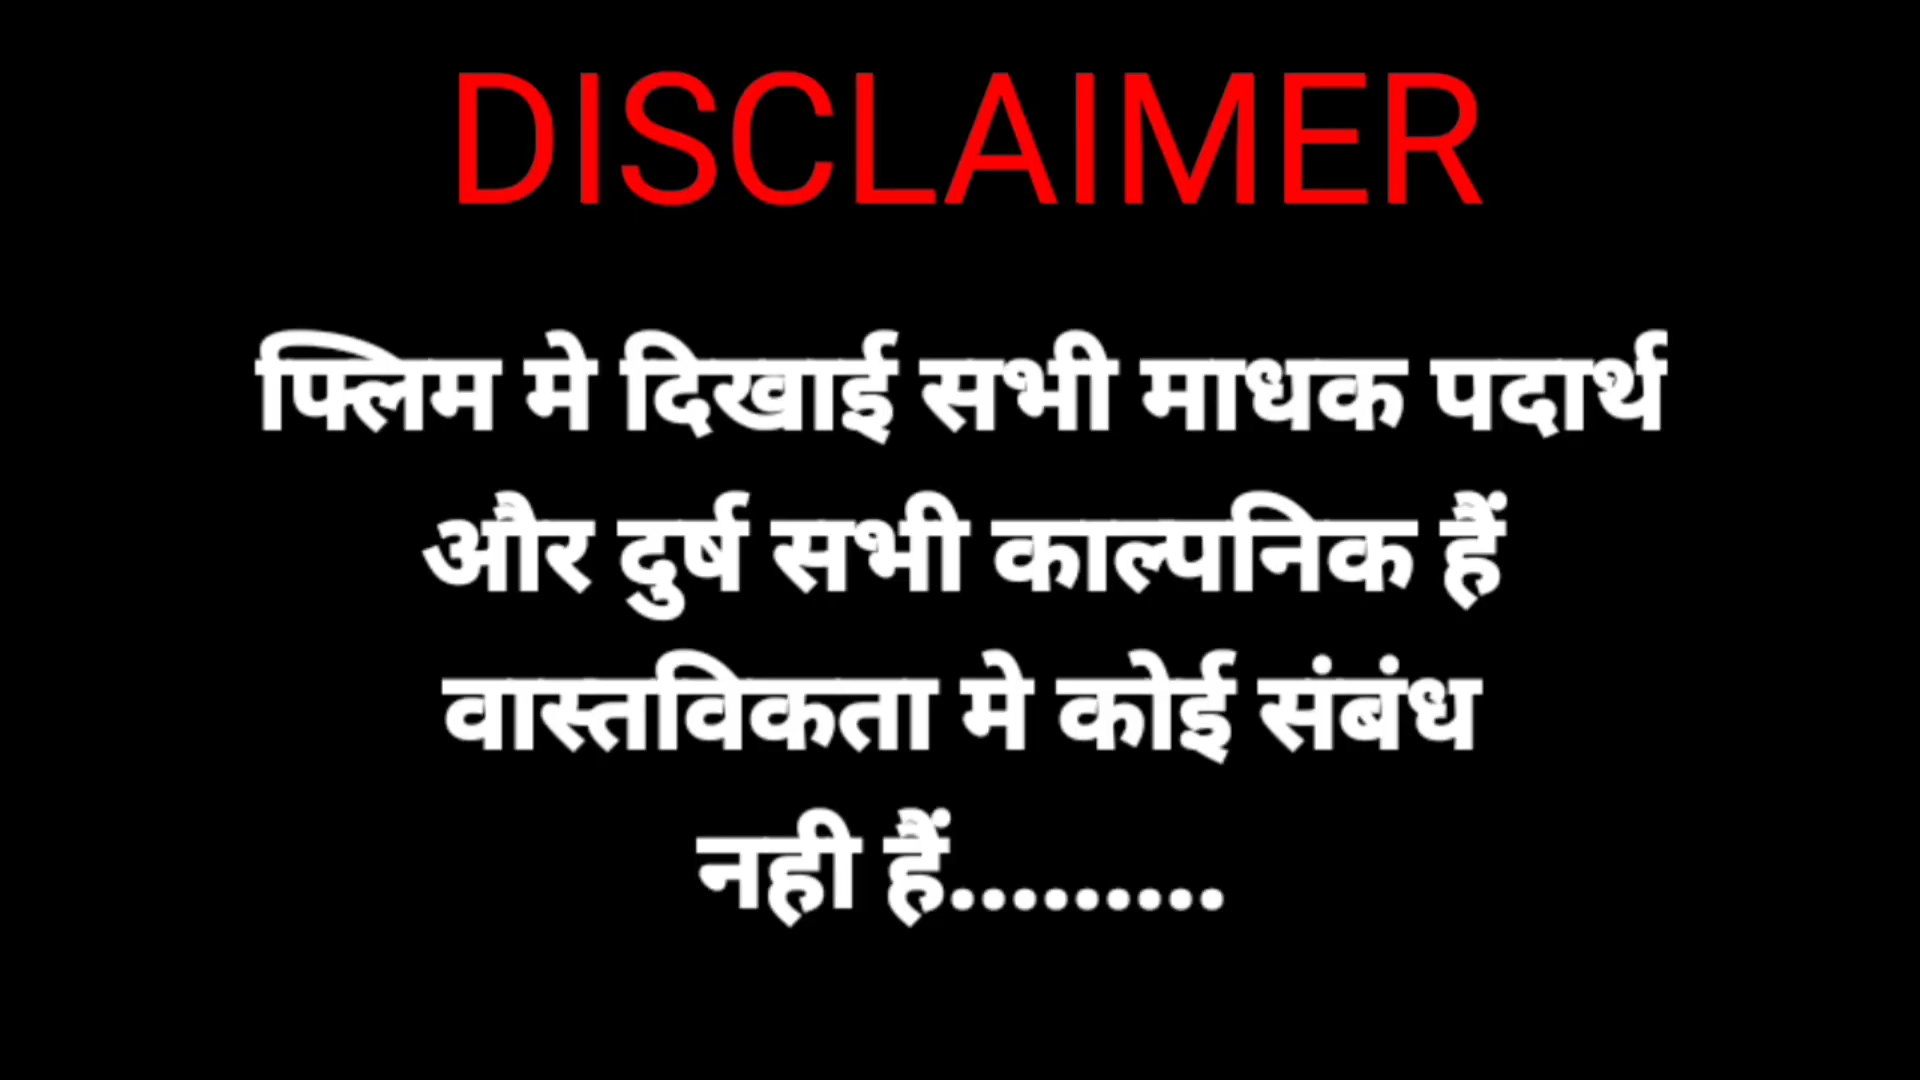 DISCLAIMER
फ्लिम मे दिखाई सभी माधक पदार्थ
और दुर्ष सभी काल्पनिक हैं
वास्तविकता मे कोई संबंध
नही हैं.........